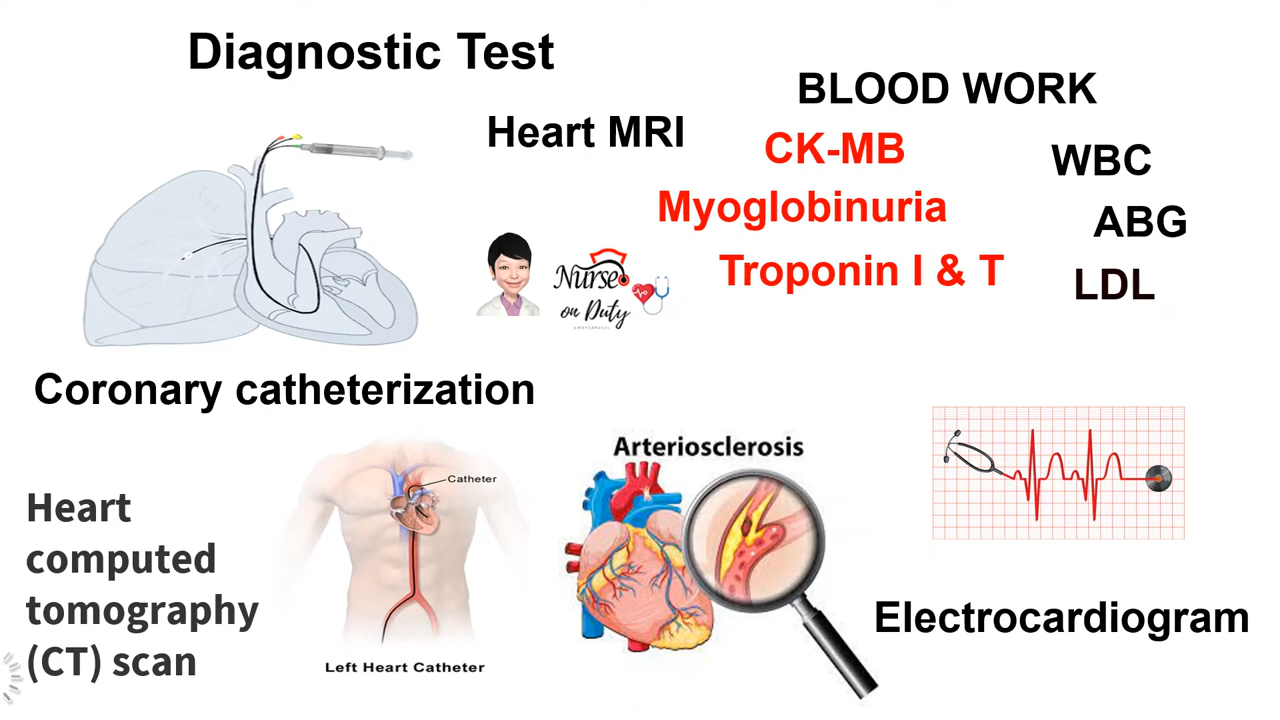 Diagnostic Test
BLOOD WORK
Heart MRI
CK-MB
WBC
Myoglobinuria
ABG
Troponin I & T
LDL
Nurse
on Duty
Coronary catheterization
Arteriosclerosis
Catheter
Heart
computed
tomography
(CT) scan
Electrocardiogram
Left Heart Catheter